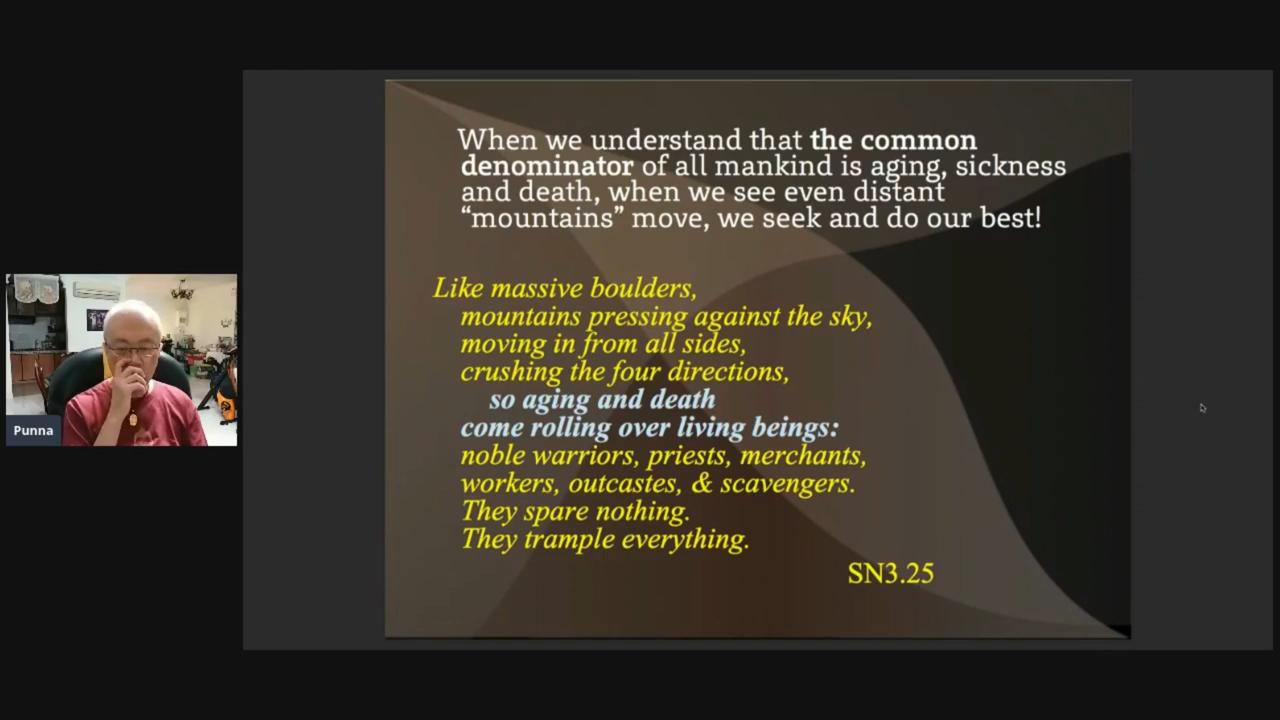 When we understand that the common
denominator of all mankind is aging, sickness
and death, when we see even distant
“mountains” move, we seek and do our best!
Like massive boulders,
mountains pressing against the sky,
moving in from all sides,
crushing the four directions,
so aging and death
come rolling over living beings:
noble warriors, priests, merchants,
workers, outcastes, & scavengers.
They spare nothing.
They trample everything.
SN3.25
Punna